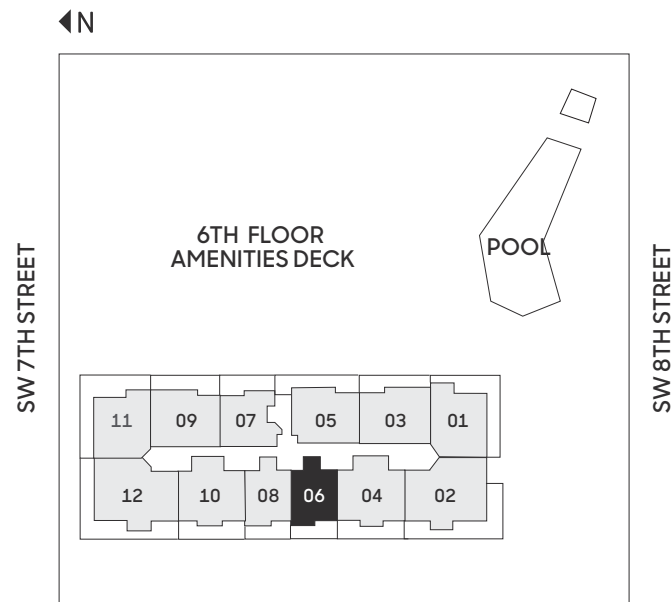 N
6TH FLOOR
AMENITIES DECK
POOL
SW 7TH STREET
SW 8TH STREET
11
09
07
05
03
01
12
10
08
06
04
02